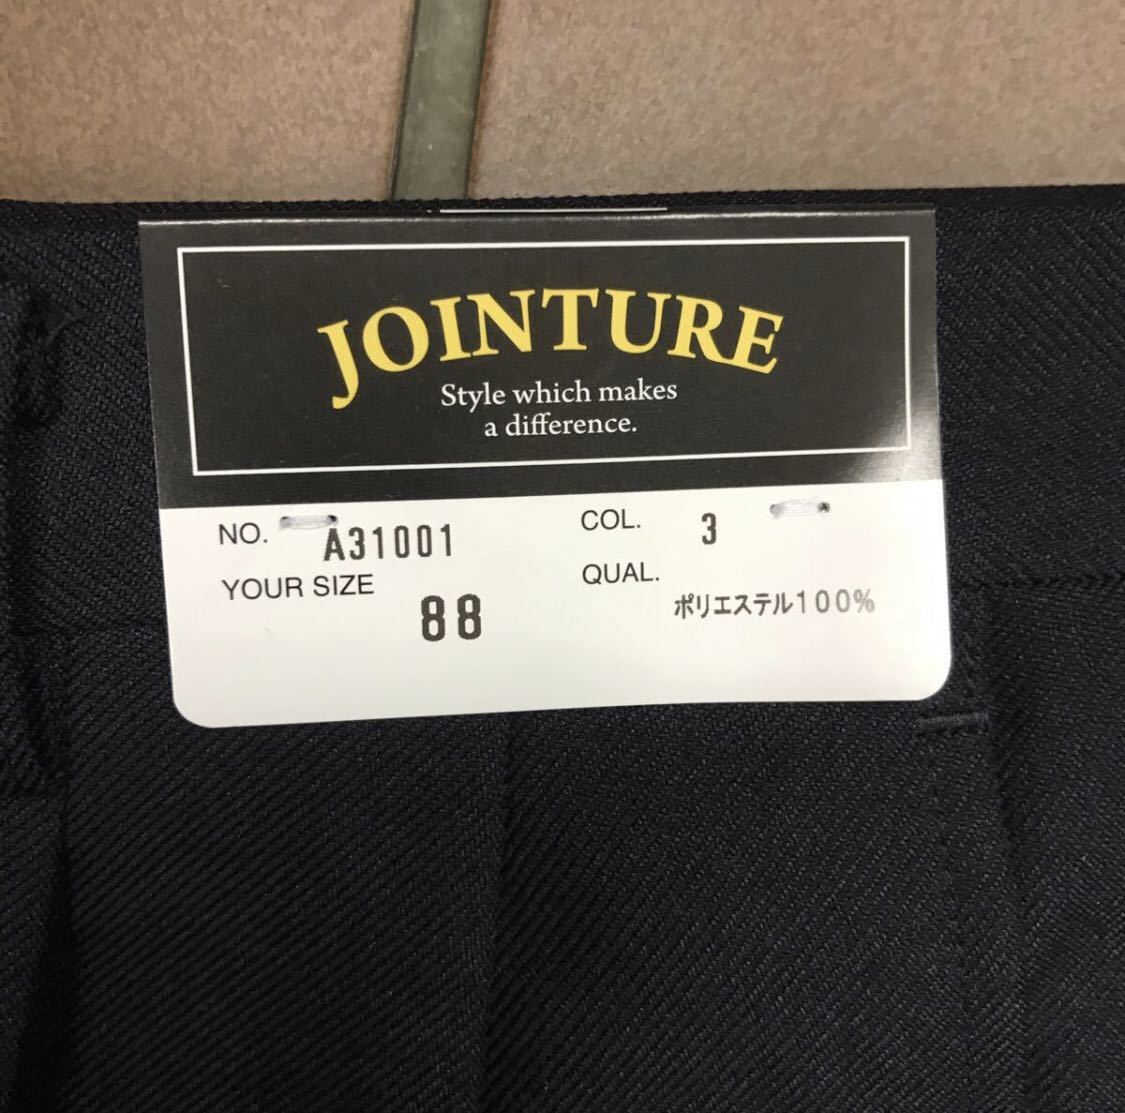 JOINTURE
Style which makes
a difference.
NO. A31001 COL. 3
YOUR SIZE 88 QUAL. ポリエステル100%